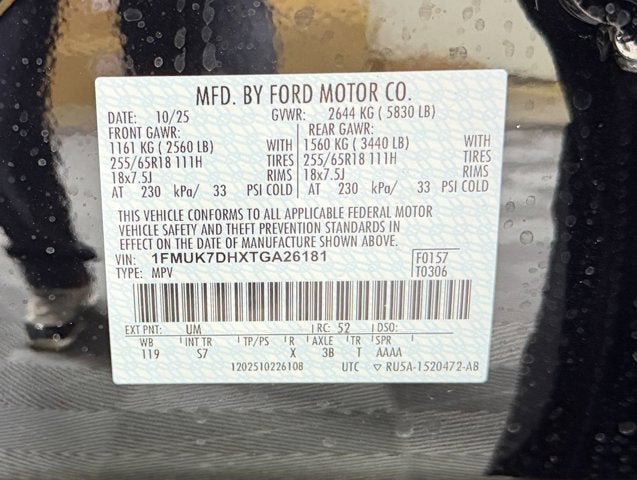 MFD. BY FORD MOTOR CO.
DATE: 10/25 GVWR: 2644 KG ( 5830 LB)
FRONT GAWR: REAR GAWR:
1161 KG ( 2560 LB) WITH 1560 KG ( 3440 LB) WITH
255/65R18 111H TIRES 255/65R18 111H TIRES
18x7.5J RIMS 18x7.5J RIMS
AT 230 kPa/ 33 PSI COLD AT 230 kPa/ 33 PSI COLD
THIS VEHICLE CONFORMS TO ALL APPLICABLE FEDERAL MOTOR
VEHICLE SAFETY AND THEFT PREVENTION STANDARDS IN
EFFECT ON THE DATE OF MANUFACTURE SHOWN ABOVE.
VIN: 1FMUK7DHXTGA26181 F0157
TYPE: MPV T0306
EXT PNT: UM RC: 52 DSO:
WB INT TR TP/PS R AXLE TR SPR
119 S7 X 3B T AAAA
1202510226108 UTC ▽ RU5A-1520472-AB